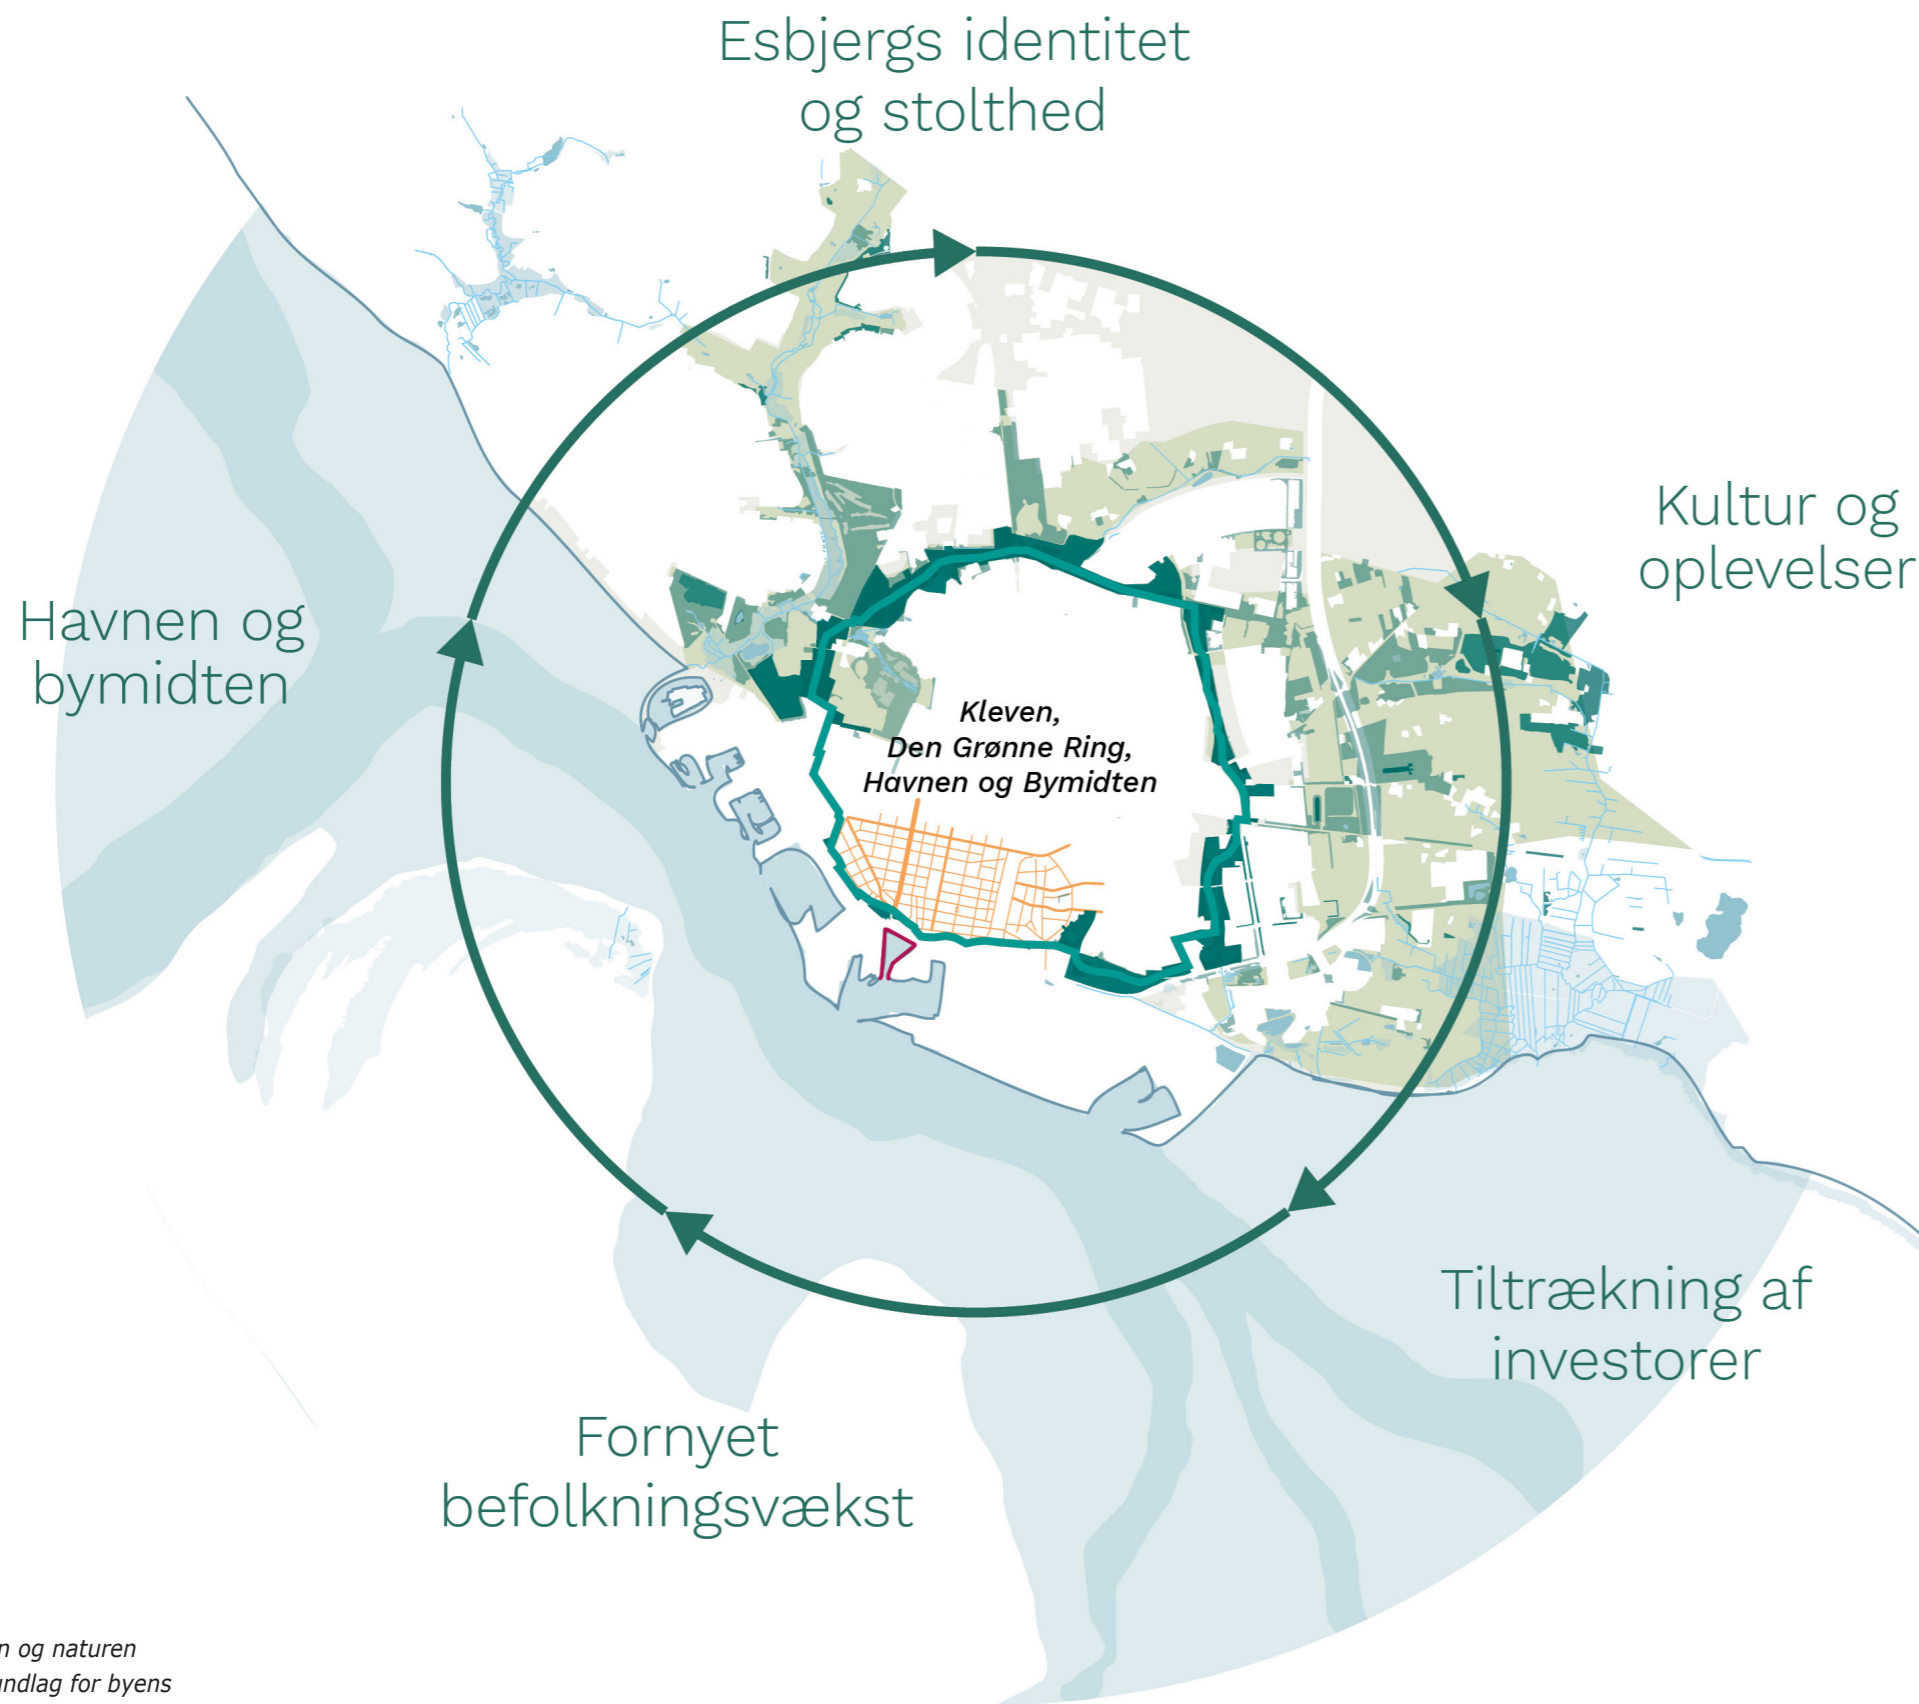 Esbjergs identitet
og stolthed
Kultur og
oplevelser
Havnen og
bymidten
Kleven,
Den Grønne Ring,
Havnen og Bymidten
Tiltrækning af
investorer
Fornyet
befolkningsvækst
og naturen
for byens